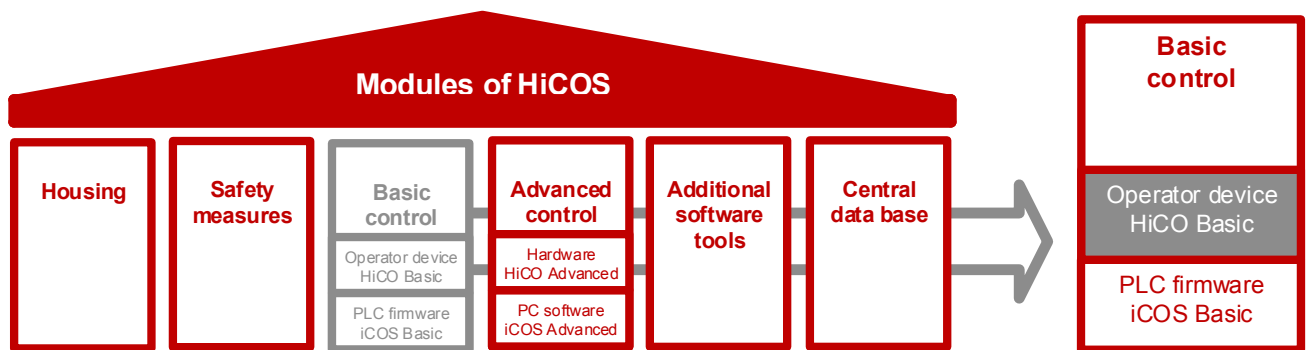 Modules of HiCOS
Housing
Safety
measures
Basic
control
Operator device
HiCO Basic
PLC firmware
iCOS Basic
Advanced
control
Hardware
HiCO Advanced
PC software
iCOS Advanced
Additional
software
tools
Central
data base
Basic
control
Operator device
HiCO Basic
PLC firmware
iCOS Basic